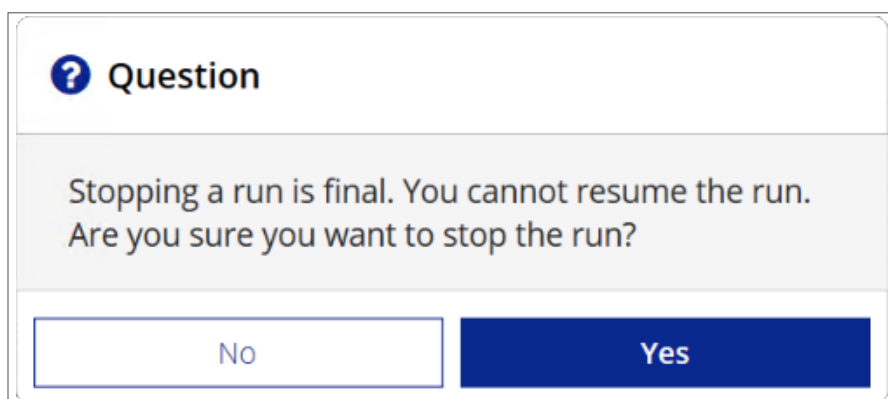 Question
Stopping a run is final. You cannot resume the run.
Are you sure you want to stop the run?
No
Yes